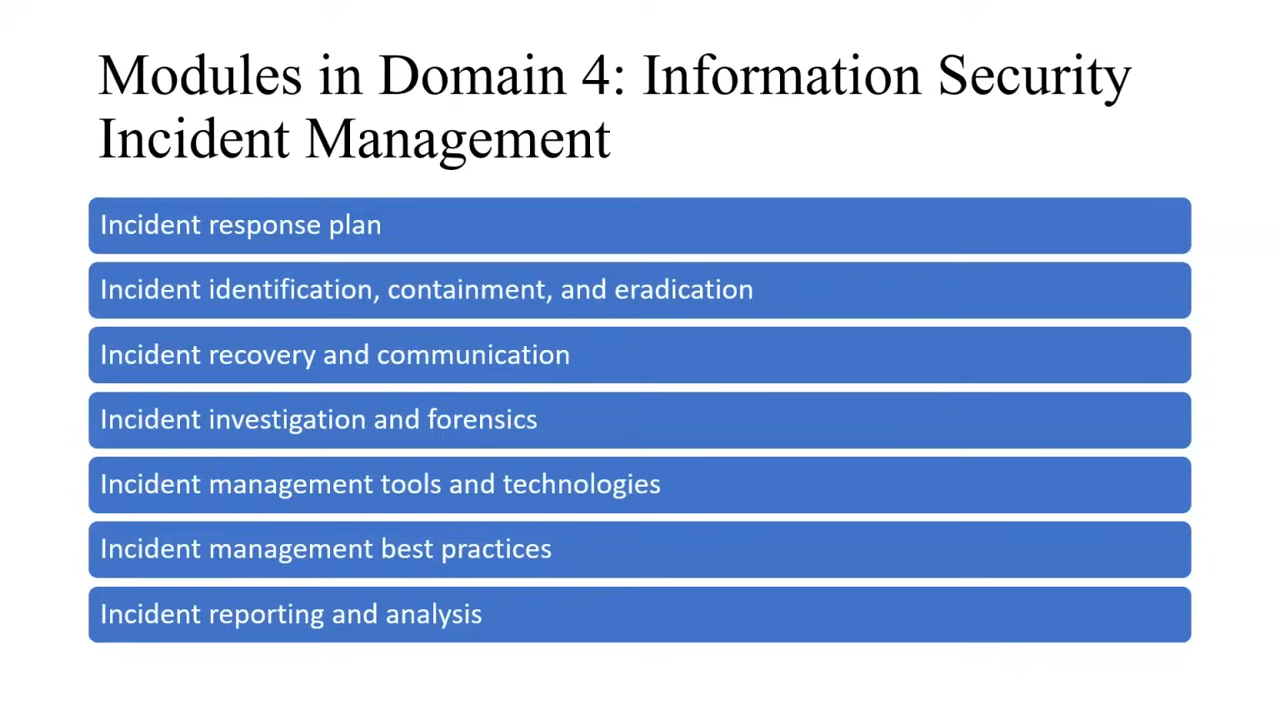 Modules in Domain 4: Information Security
Incident Management
Incident response plan
Incident identification, containment, and eradication
Incident recovery and communication
Incident investigation and forensics
Incident management tools and technologies
Incident management best practices
Incident reporting and analysis